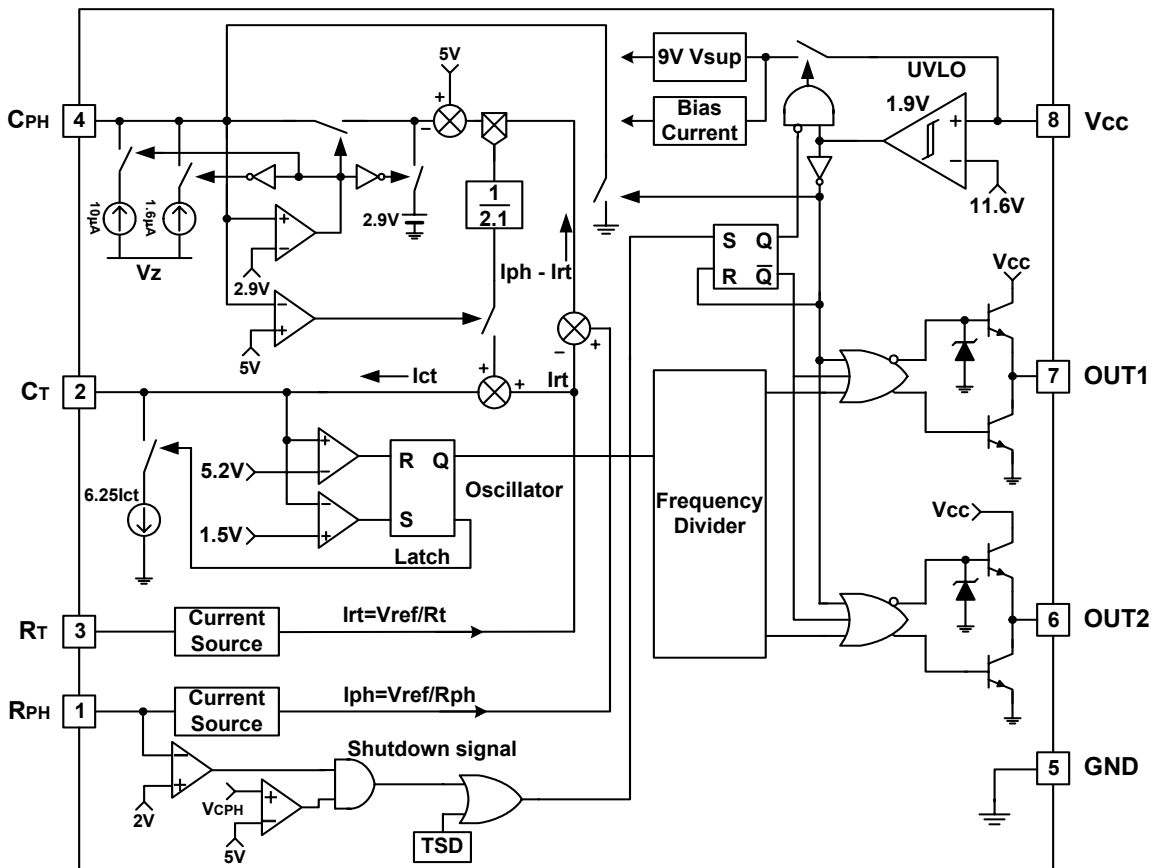 5V
9V Vsup
UVLO
1.9V
CPH
4
Bias
Current
8
Vcc
11.6V
10µA
1.6µA
2.9V
1
2.1
Vz
2.9V
Iph - Irt
S Q
R Q
Vcc
5V
CT
2
Ict
Irt
7
OUT1
5.2V
R Q
S
Oscillator
Latch
1.5V
6.25Ict
Frequency
Divider
Vcc
RT
3
Current
Source
Irt=Vref/Rt
6
OUT2
RPH
1
Current
Source
Iph=Vref/Rph
Shutdown signal
2V
VCPH
5V
TSD
5
GND
+
−
+
−
+
−
+
−
−
+
+
+
+
−
−
+
+
−
−
+
+
−